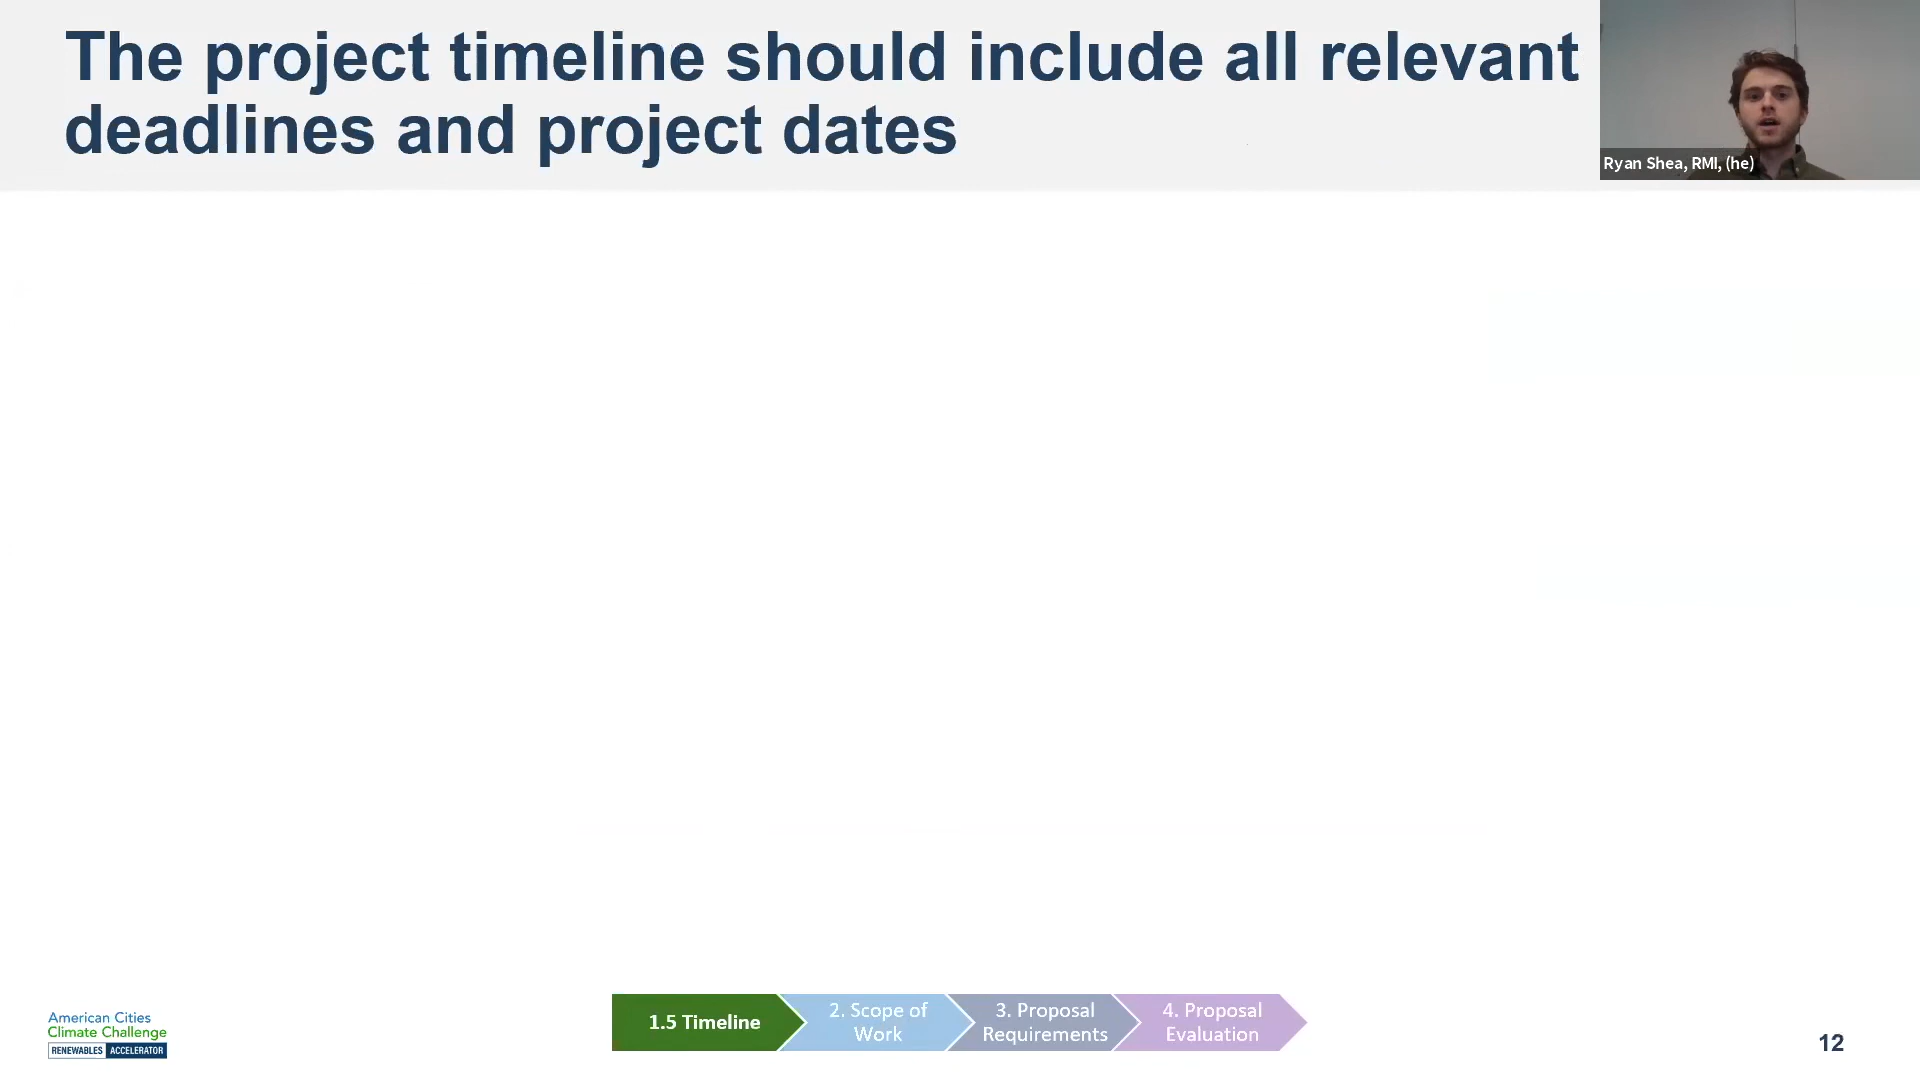 The project timeline should include all relevant
deadlines and project dates
Ryan Shea, RMI, (he)
American Cities
Climate Challenge
RENEWABLES ACCELERATOR
1.5 Timeline
2. Scope of
Work
3. Proposal
Requirements
4. Proposal
Evaluation
12